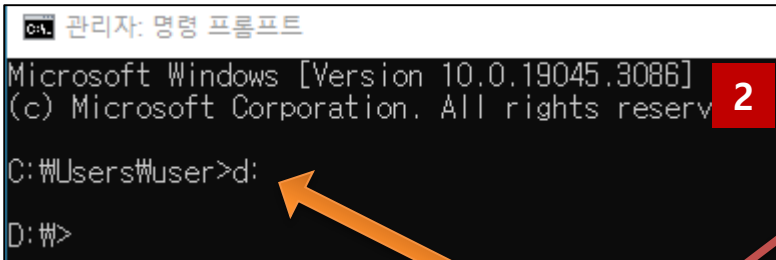 관리자: 명령 프롬프트
Microsoft Windows [Version 10.0.19045.3086]
(c) Microsoft Corporation. All rights reserv
2
C:₩Users₩user>d:
D:₩>